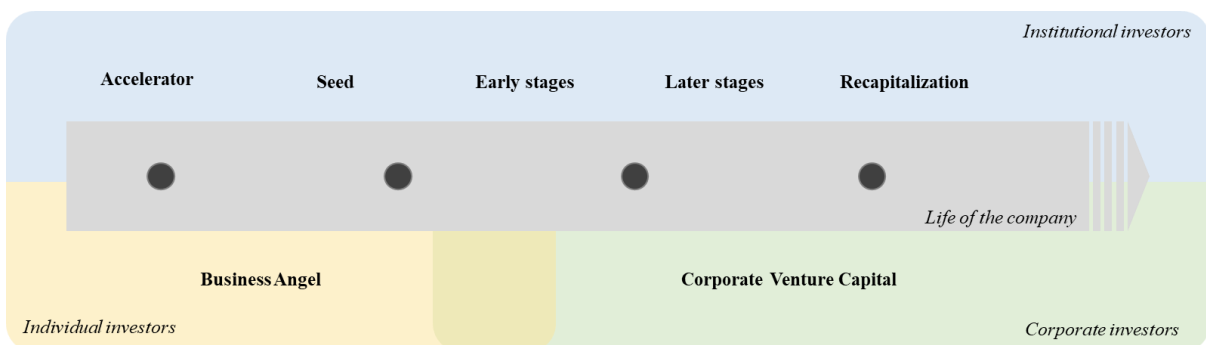 Institutional investors
Accelerator
Seed
Early stages
Later stages
Recapitalization
Life of the company
Business Angel
Corporate Venture Capital
Individual investors
Corporate investors